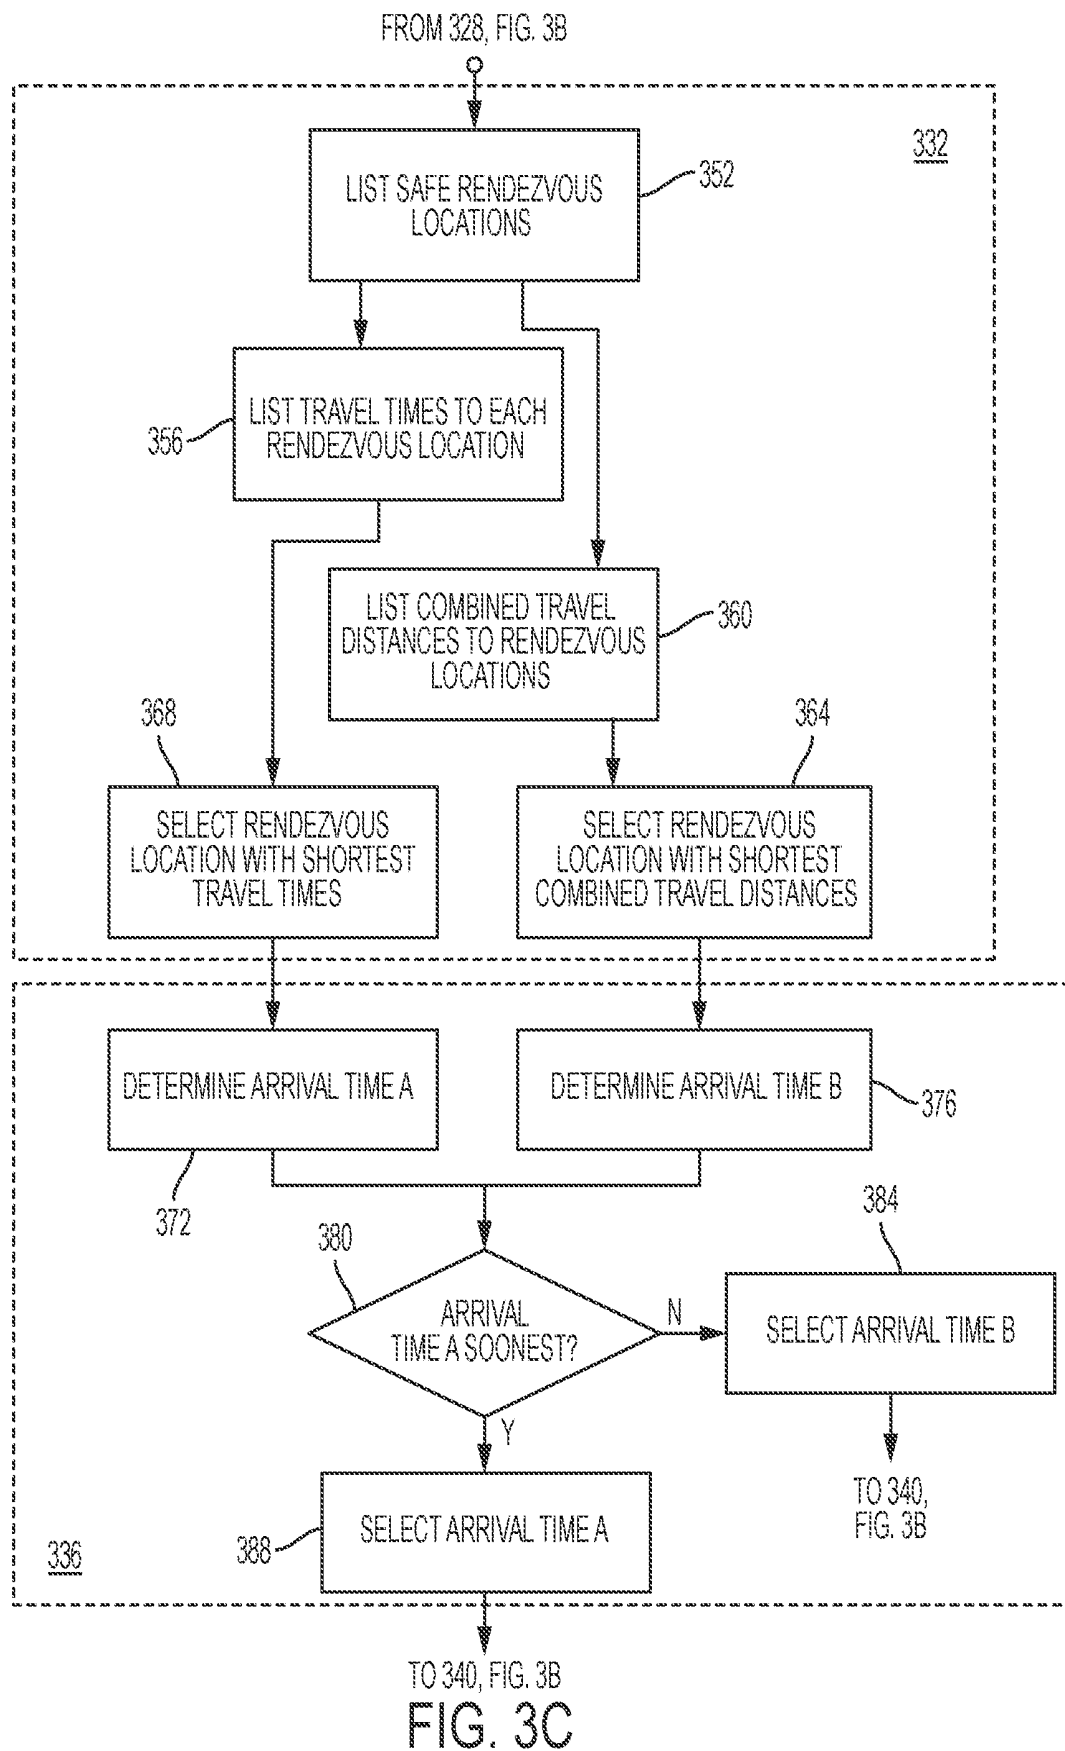 FROM 328, FIG. 3B
332
LIST SAFE RENDEZVOUS
LOCATIONS
352
LIST TRAVEL TIMES TO EACH
RENDEZVOUS LOCATION
356
LIST COMBINED TRAVEL
DISTANCES TO RENDEZVOUS
LOCATIONS
360
368
364
SELECT RENDEZVOUS
LOCATION WITH SHORTEST
TRAVEL TIMES
SELECT RENDEZVOUS
LOCATION WITH SHORTEST
COMBINED TRAVEL DISTANCES
DETERMINE ARRIVAL TIME A
DETERMINE ARRIVAL TIME B
376
372
384
380
ARRIVAL
TIME A SOONEST?
N
SELECT ARRIVAL TIME B
Y
TO 340,
FIG. 3B
SELECT ARRIVAL TIME A
388
336
TO 340, FIG. 3B
FIG. 3C